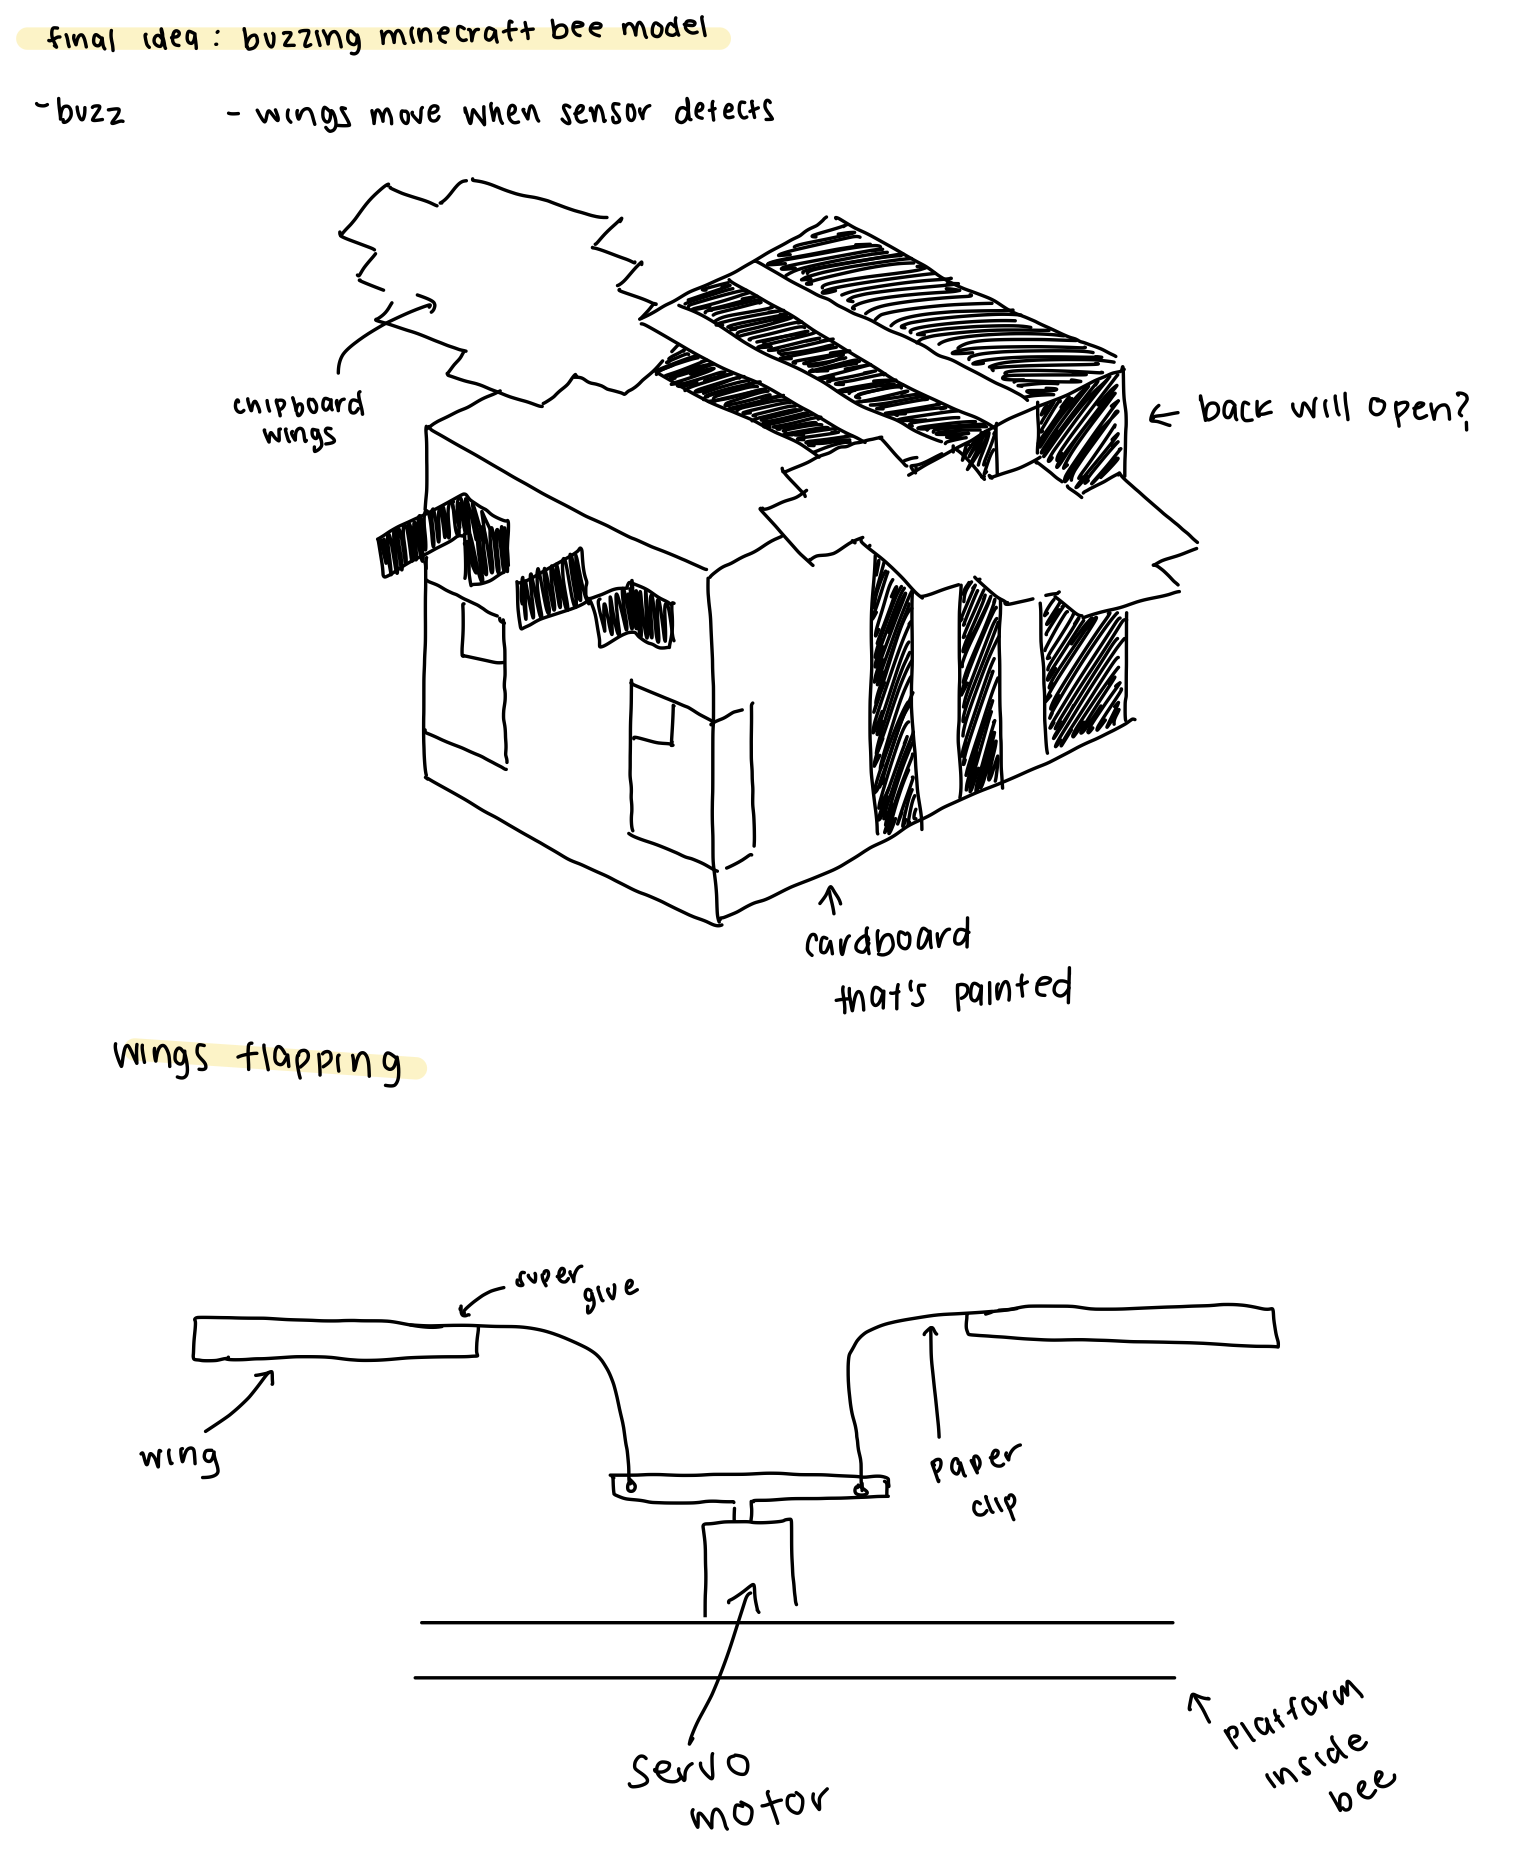 final idea: buzzing minecraft bee model
-buzz - wings move when sensor detects
chipboard
wings
← back will open?
cardboard
that's painted
wings flapping
super
glue
wing
paper
clip
servo
motor
platform
inside
bee